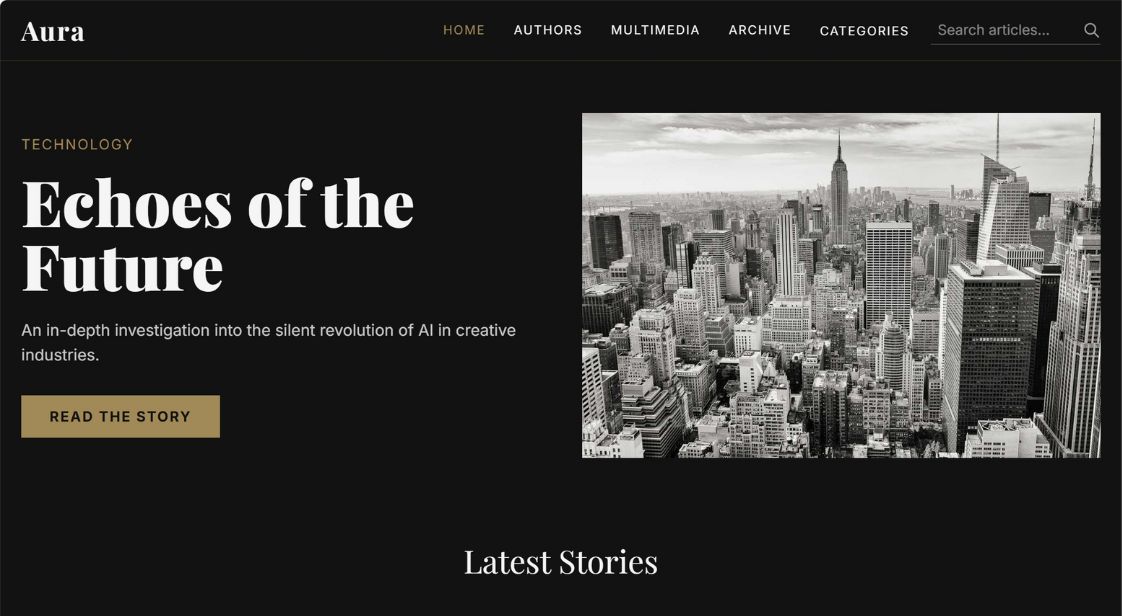 Aura
HOME
AUTHORS
MULTIMEDIA
ARCHIVE
CATEGORIES
Search articles...
TECHNOLOGY
Echoes of the
Future
An in-depth investigation into the silent revolution of AI in creative
industries.
READ THE STORY
Latest Stories